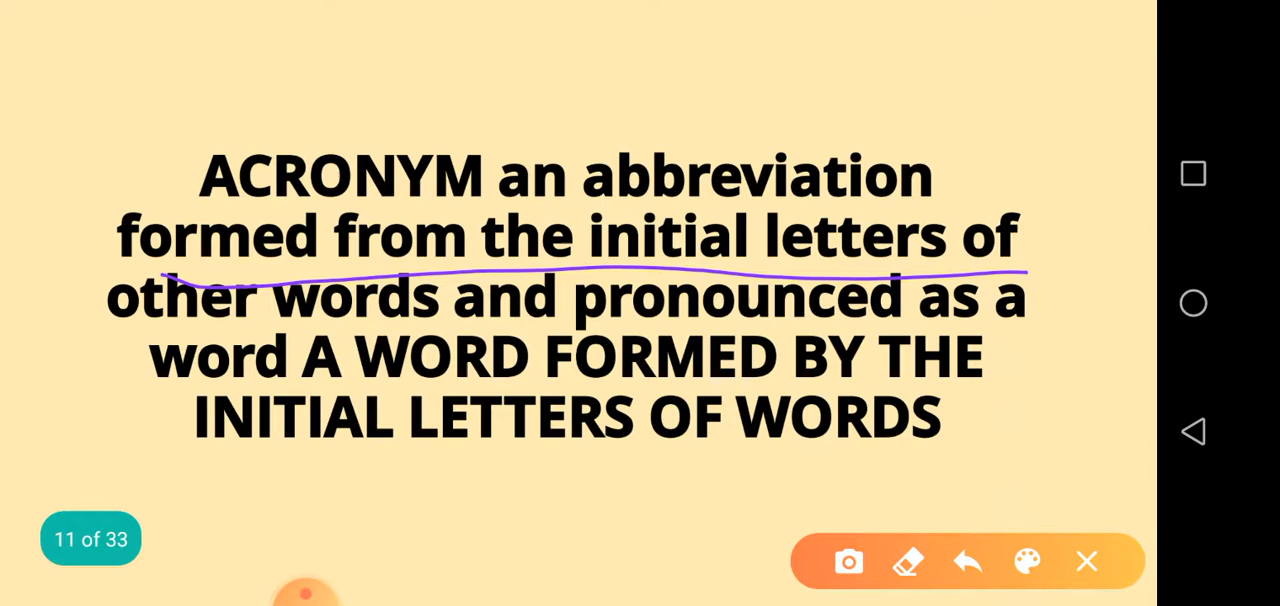 ACRONYM an abbreviation
formed from the initial letters of
other words and pronounced as a
word A WORD FORMED BY THE
INITIAL LETTERS OF WORDS
11 of 33